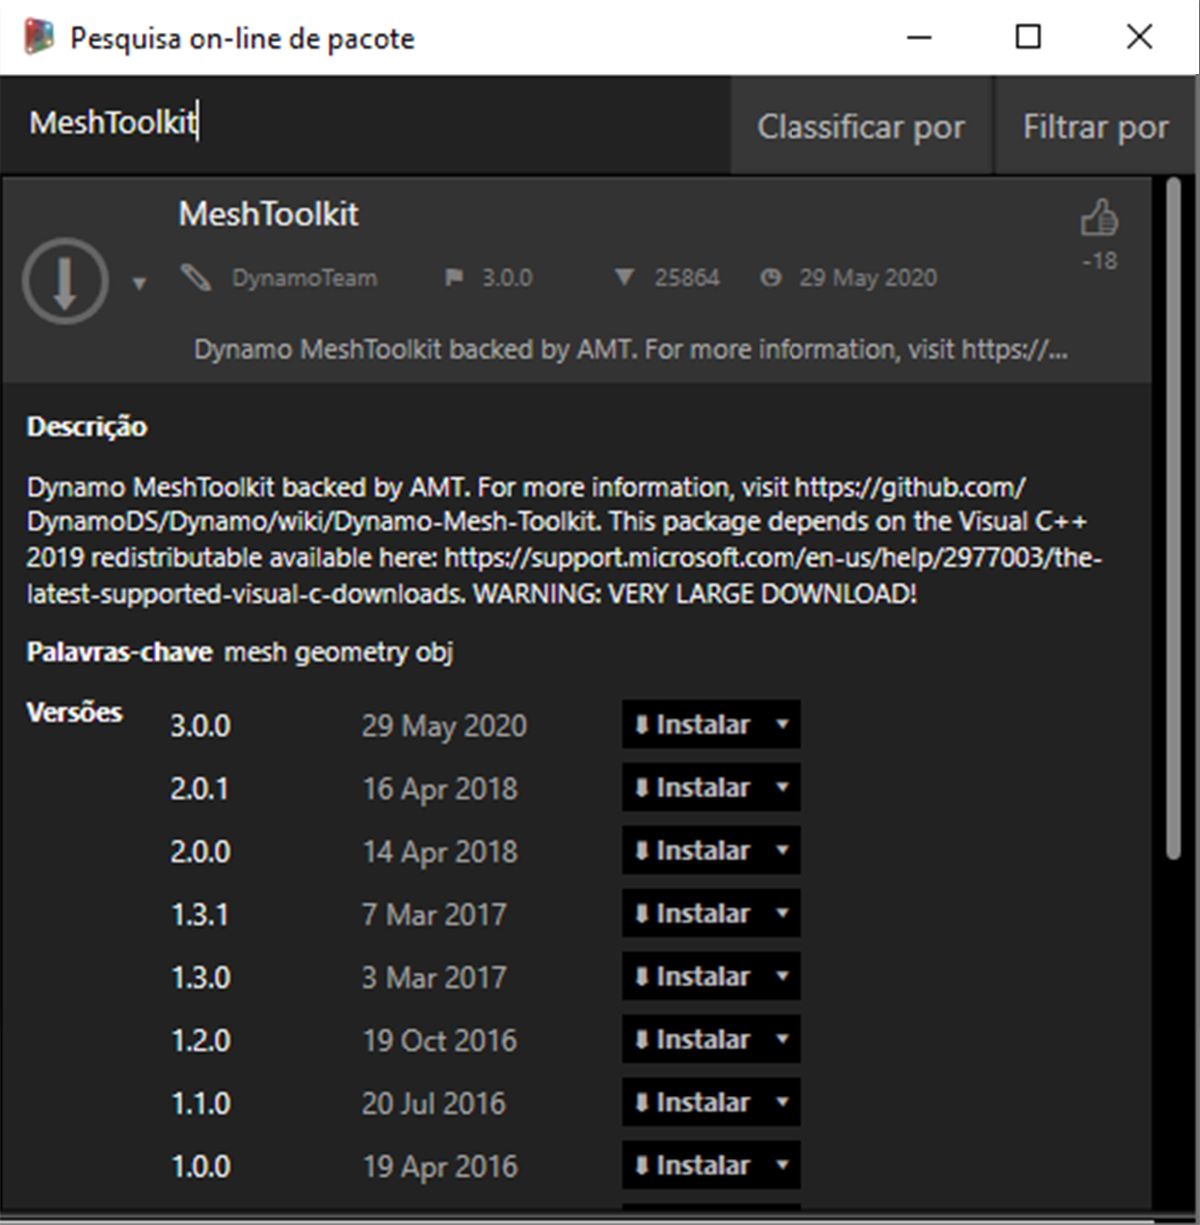 Pesquisa on-line de pacote
MeshToolkit
Classificar por
Filtrar por
MeshToolkit
DynamoTeam 3.0.0 25864 29 May 2020
-18
Dynamo MeshToolkit backed by AMT. For more information, visit https://...
Descrição
Dynamo MeshToolkit backed by AMT. For more information, visit https://github.com/
DynamoDS/Dynamo/wiki/Dynamo-Mesh-Toolkit. This package depends on the Visual C++
2019 redistributable available here: https://support.microsoft.com/en-us/help/2977003/the-
latest-supported-visual-c-downloads. WARNING: VERY LARGE DOWNLOAD!
Palavras-chave mesh geometry obj
Versões
3.0.0 29 May 2020 Instalar
2.0.1 16 Apr 2018 Instalar
2.0.0 14 Apr 2018 Instalar
1.3.1 7 Mar 2017 Instalar
1.3.0 3 Mar 2017 Instalar
1.2.0 19 Oct 2016 Instalar
1.1.0 20 Jul 2016 Instalar
1.0.0 19 Apr 2016 Instalar